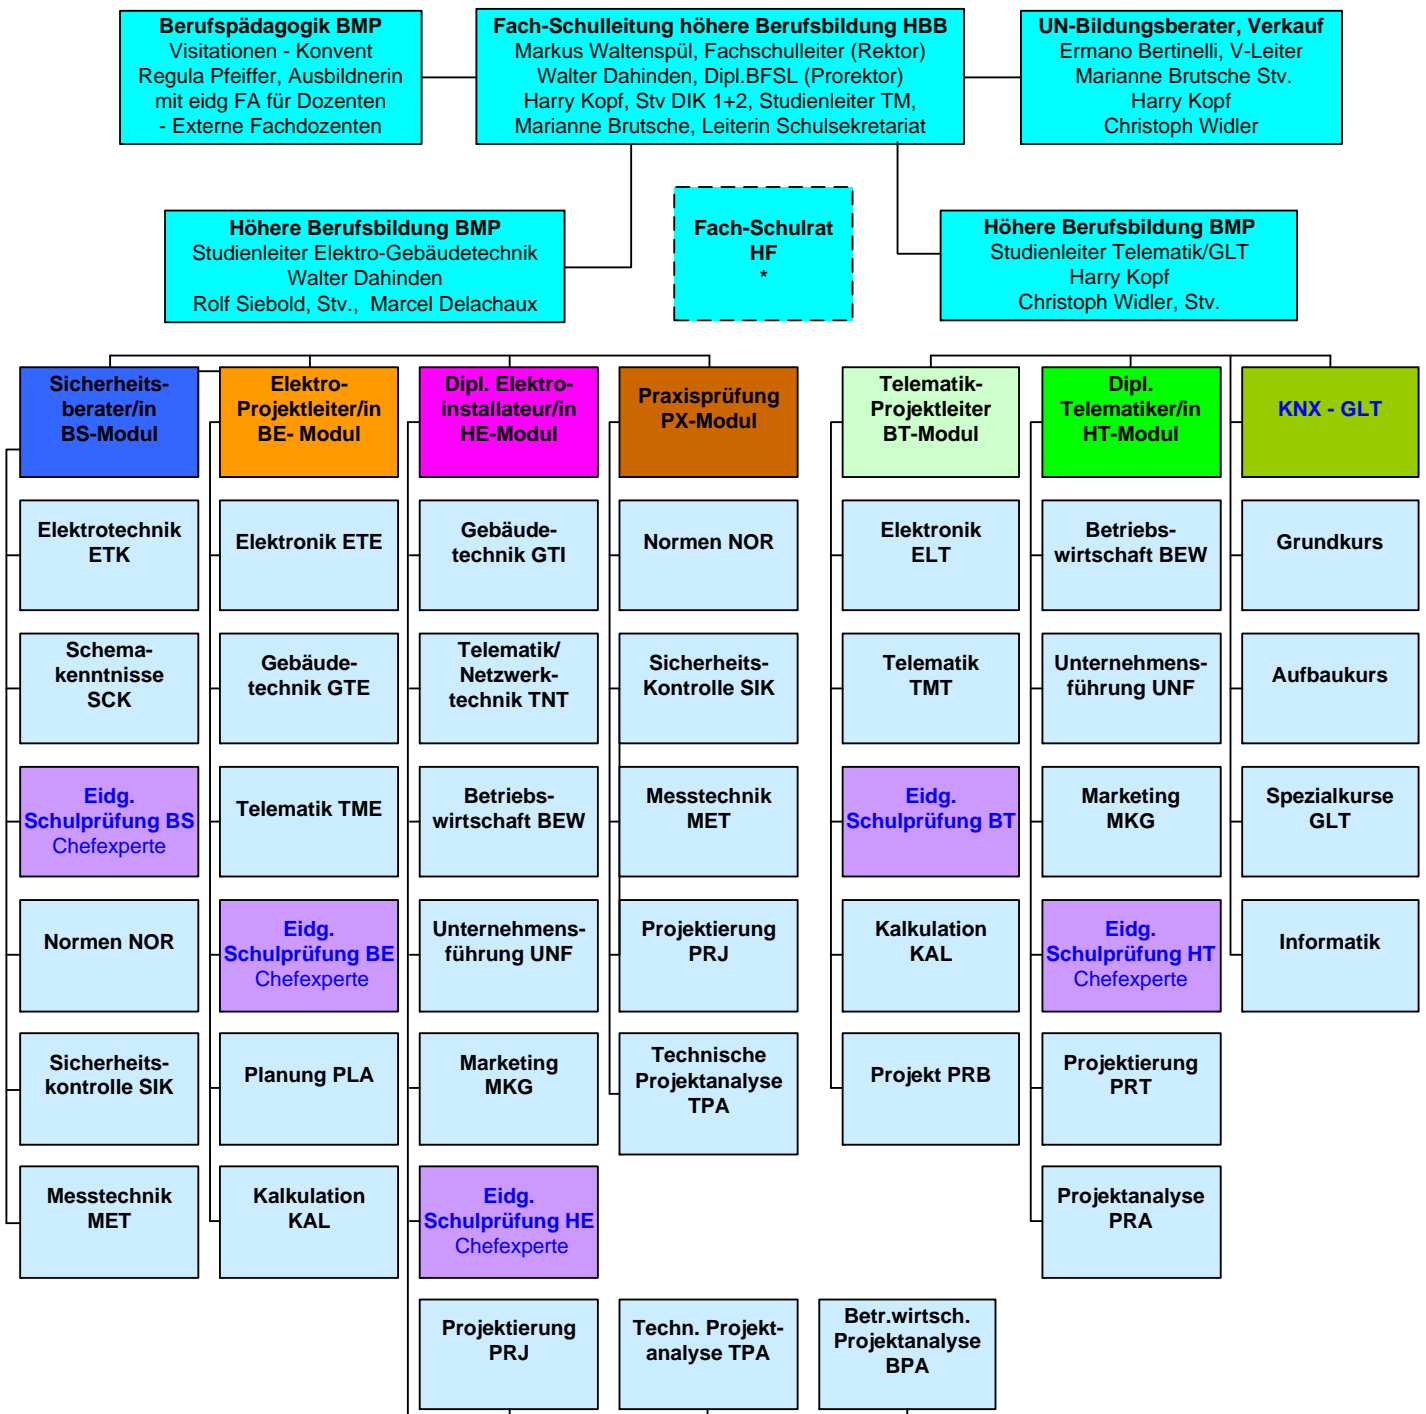 Berufspädagogik BMP
Visitationen - Konvent
Regula Pfeiffer, Ausbildnerin
mit eidg FA für Dozenten
- Externe Fachdozenten
Fach-Schulleitung höhere Berufsbildung HBB
Markus Waltenspül, Fachschulleiter (Rektor)
Walter Dahinden, Dipl.BFSL (Prorektor)
Harry Kopf, Stv DIK 1+2, Studienleiter TM,
Marianne Brutsche, Leiterin Schulsekretariat
UN-Bildungsberater, Verkauf
Ermano Bertinelli, V-Leiter
Marianne Brutsche Stv.
Harry Kopf
Christoph Widler
Höhere Berufsbildung BMP
Studienleiter Elektro-Gebäudetechnik
Walter Dahinden
Rolf Siebold, Stv., Marcel Delachaux
Fach-Schulrat
HF
*
Höhere Berufsbildung BMP
Studienleiter Telematik/GLT
Harry Kopf
Christoph Widler, Stv.
Sicherheits-
berater/in
BS-Modul
Elektro-
Projektleiter/in
BE- Modul
Dipl. Elektro-
installateur/in
HE-Modul
Praxisprüfung
PX-Modul
Telematik-
Projektleiter
BT-Modul
Dipl.
Telematiker/in
HT-Modul
KNX - GLT
Elektrotechnik
ETK
Elektronik ETE
Gebäude-
technik GTI
Normen NOR
Elektronik
ELT
Betriebs-
wirtschaft BEW
Grundkurs
Schema-
kenntnisse
SCK
Gebäude-
technik GTE
Telematik/
Netzwerk-
technik TNT
Sicherheits-
Kontrolle SIK
Telematik
TMT
Unternehmens-
führung UNF
Aufbaukurs
Eidg.
Schulprüfung BS
Chefexperte
Telematik TME
Betriebs-
wirtschaft BEW
Messtechnik
MET
Eidg.
Schulprüfung BT
Marketing
MKG
Spezialkurse
GLT
Normen NOR
Eidg.
Schulprüfung BE
Chefexperte
Unternehmens-
führung UNF
Projektierung
PRJ
Kalkulation
KAL
Eidg.
Schulprüfung HT
Chefexperte
Informatik
Sicherheits-
kontrolle SIK
Planung PLA
Marketing
MKG
Technische
Projektanalyse
TPA
Projekt PRB
Projektierung
PRT
Messtechnik
MET
Kalkulation
KAL
Eidg.
Schulprüfung HE
Chefexperte
Projektanalyse
PRA
Projektierung
PRJ
Techn. Projekt-
analyse TPA
Betr.wirtsch.
Projektanalyse
BPA